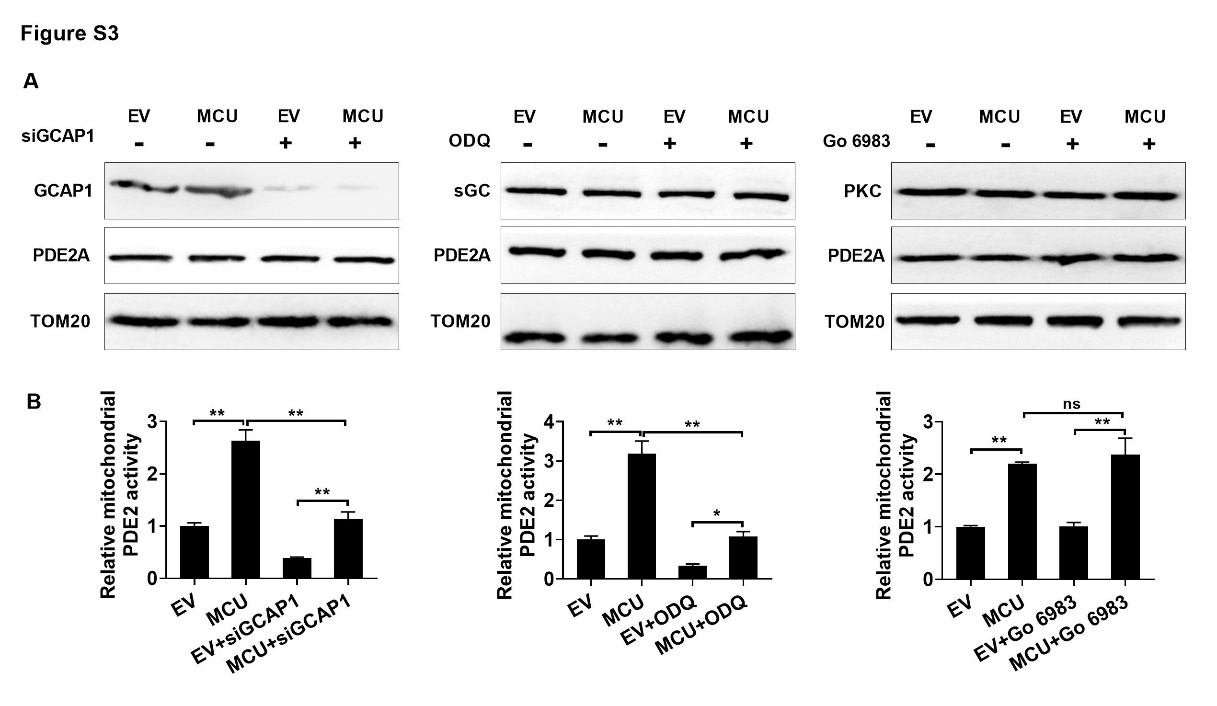 Figure S3
A
EV MCU EV MCU
siGCAP1 - - + +
GCAP1
PDE2A
TOM20
EV MCU EV MCU
ODQ - - + +
sGC
PDE2A
TOM20
EV MCU EV MCU
Go 6983 - - + +
PKC
PDE2A
TOM20
B
Relative mitochondrial
PDE2 activity
3
2
1
0
** **
**
EV
MCU
EV+siGCAP1
MCU+siGCAP1
Relative mitochondrial
PDE2 activity
4
3
2
1
0
** **
*
EV
MCU
EV+ODQ
MCU+ODQ
Relative mitochondrial
PDE2 activity
3
2
1
0
ns
**
**
EV
MCU
EV+Go 6983
MCU+Go 6983